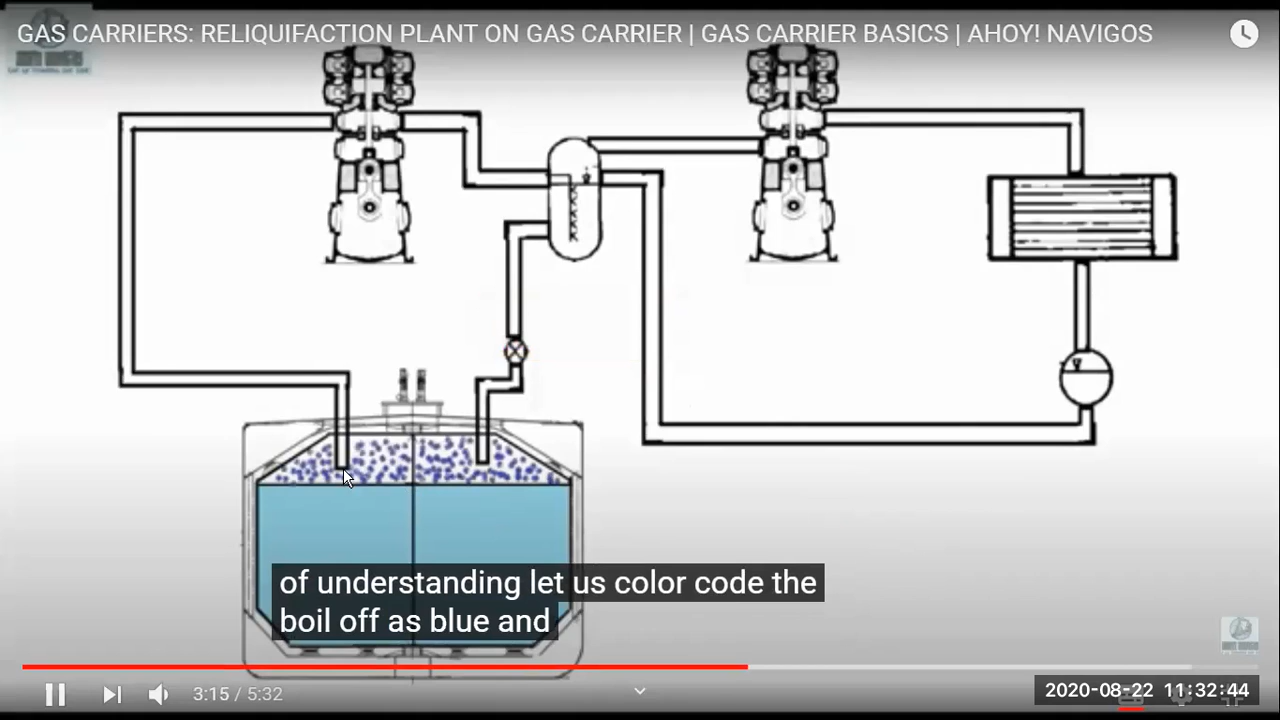 GAS CARRIERS: RELIQUIFACTION PLANT ON GAS CARRIER | GAS CARRIER BASICS | AHOY! NAVIGOS
of understanding let us color code the
boil off as blue and
3:15 / 5:32
2020-08-22 11:32:44